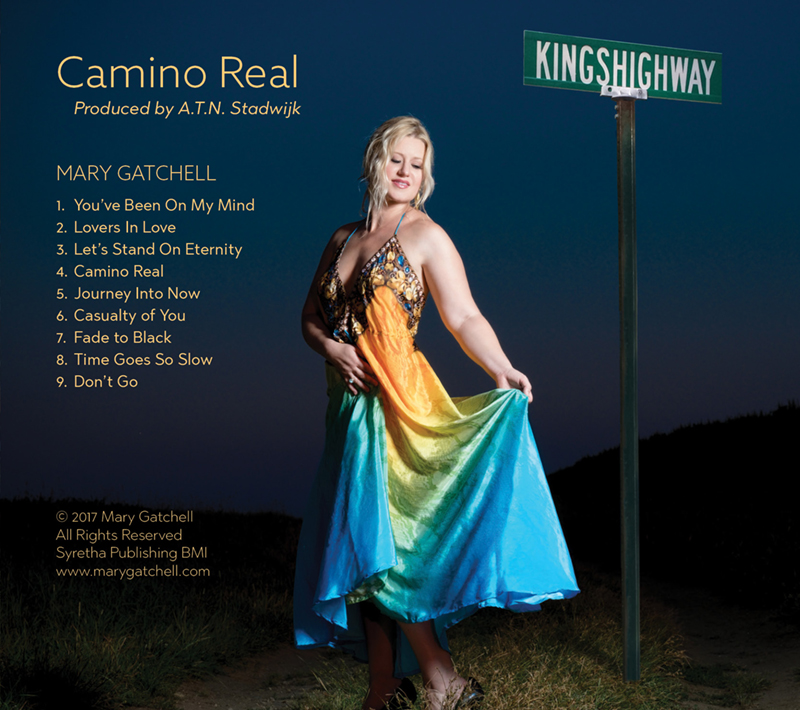 Camino Real
Produced by A.T.N. Stadwijk
KINGSHIGHWAY
MARY GATCHELL
1. You've Been On My Mind
2. Lovers In Love
3. Let's Stand On Eternity
4. Camino Real
5. Journey Into Now
6. Casualty of You
7. Fade to Black
8. Time Goes So Slow
9. Don't Go
© 2017 Mary Gatchell
All Rights Reserved
Syretha Publishing BMI
www.marygatchell.com